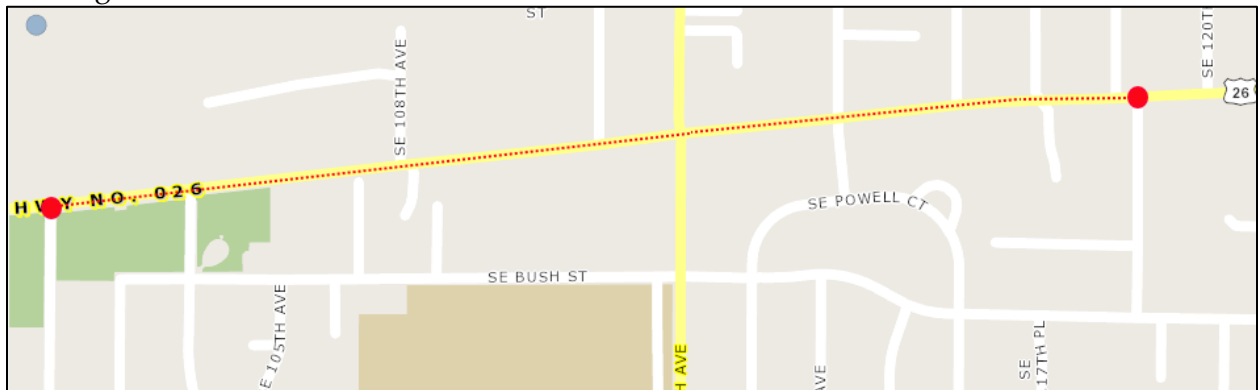 ST
SE 108TH AVE
SE 120TH
26
HWY NO. 026
SE POWELL CT
SE BUSH ST
E 105TH AVE
H AVE
AVE
SE
17TH PL